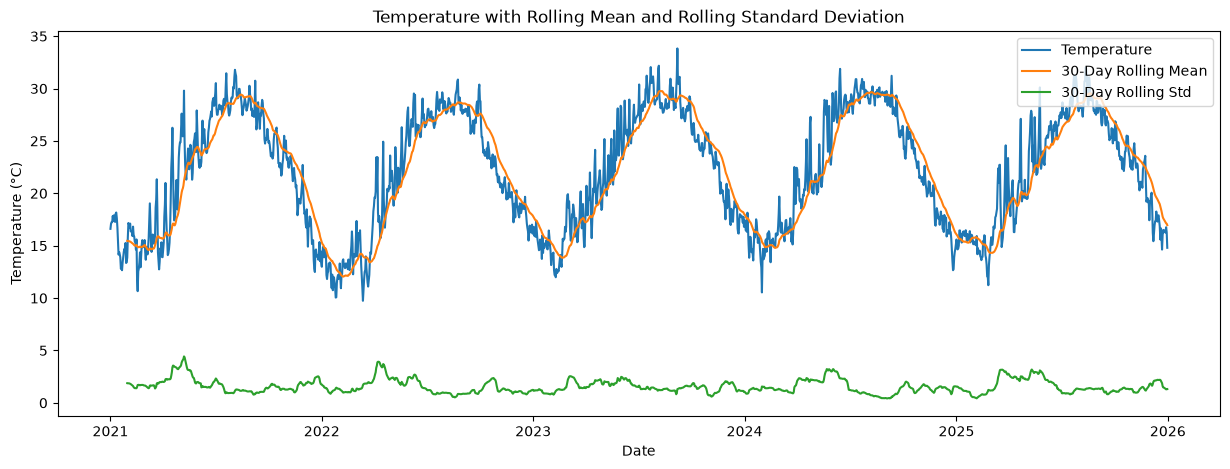 Temperature with Rolling Mean and Rolling Standard Deviation
Temperature
30-Day Rolling Mean
30-Day Rolling Std
Temperature (°C)
35
30
25
20
15
10
5
0
2021
2022
2023
2024
2025
2026
Date